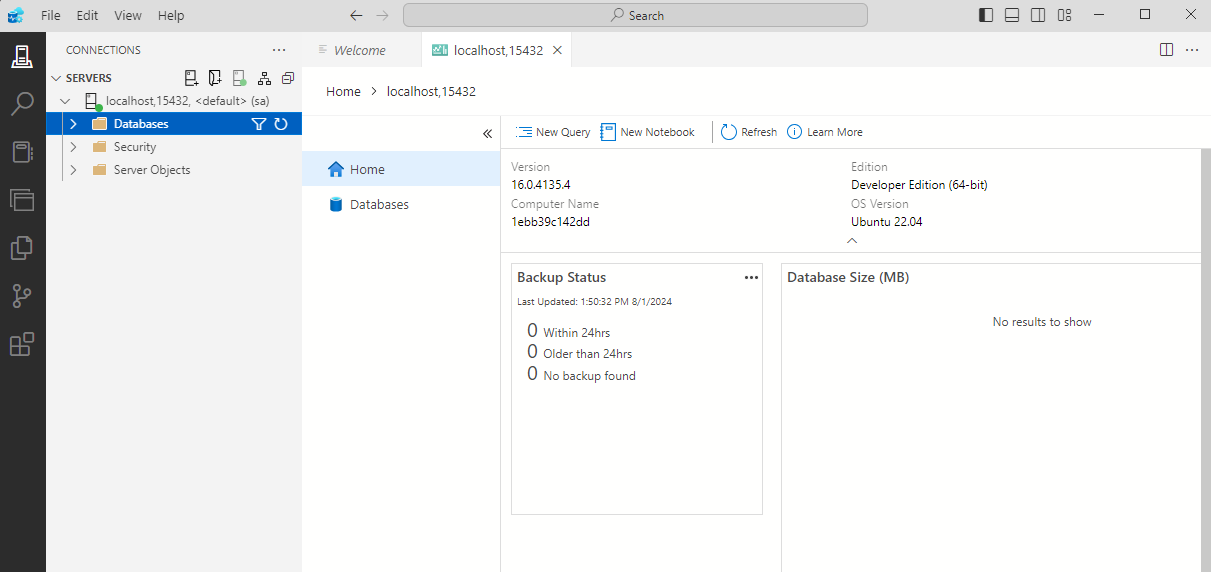 File Edit View Help
Search
CONNECTIONS
SERVERS
localhost,15432, <default> (sa)
Databases
Security
Server Objects
Welcome
localhost,15432
Home > localhost,15432
New Query New Notebook Refresh Learn More
Home
Databases
Version
16.0.4135.4
Computer Name
1ebb39c142dd
Edition
Developer Edition (64-bit)
OS Version
Ubuntu 22.04
Backup Status
Last Updated: 1:50:32 PM 8/1/2024
0 Within 24hrs
0 Older than 24hrs
0 No backup found
Database Size (MB)
No results to show